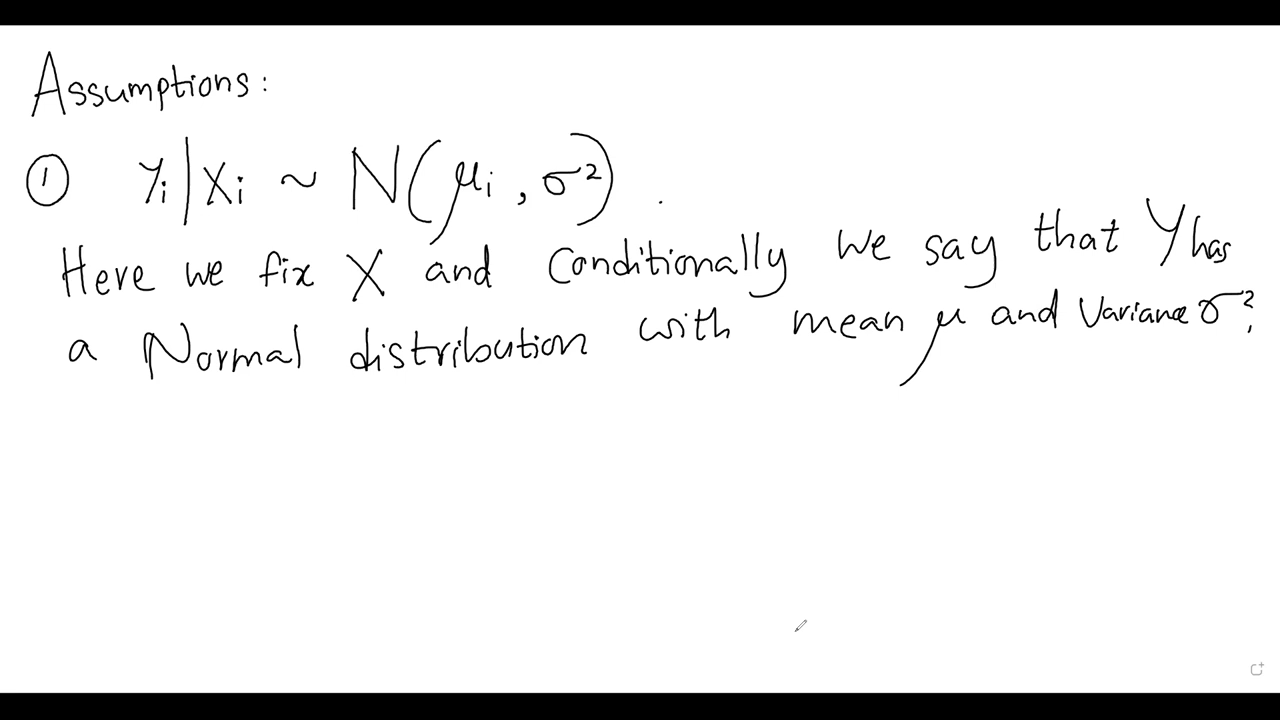 Assumptions:
① Yi|Xi ~ N(μi, σ²).
Here we fix X and Conditionally we say that Y has
a Normal distribution with mean μ and Variance σ².